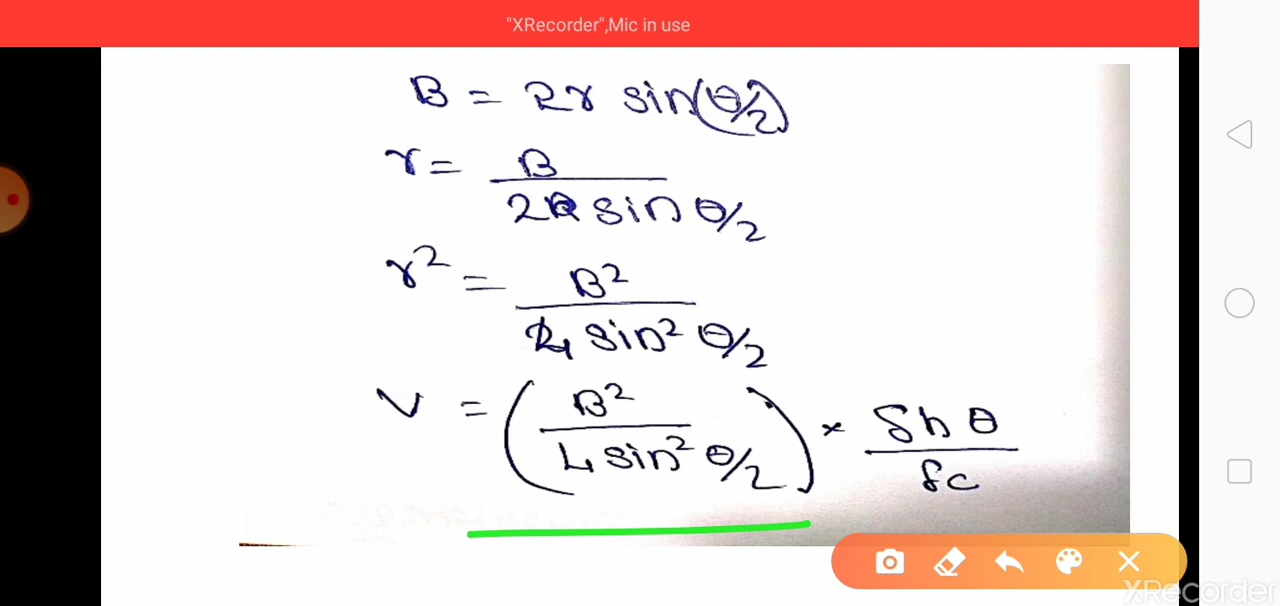 "XRecorder",Mic in use
B = 2r sin(θ/2)
r = B / 2 sin θ/2
r² = B² / 4 sin² θ/2
V = (B² / 4 sin² θ/2) × δhθ / fc
XRecorder